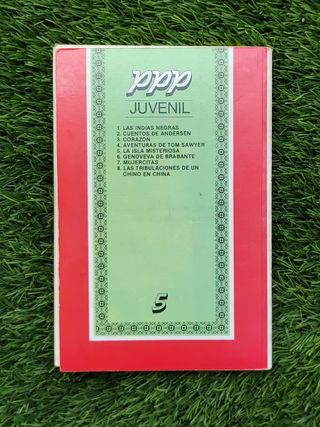 ppp
JUVENIL
1. LAS INDIAS NEGRAS
2. CUENTOS DE ANDERSEN
3. CORAZON
4. AVENTURAS DE TOM SAWYER
5. LA ISLA MISTERIOSA
6. GENOVEVA DE BRABANTE
7. MUJERCITAS
8. LAS TRIBULACIONES DE UN
CHINO EN CHINA
5